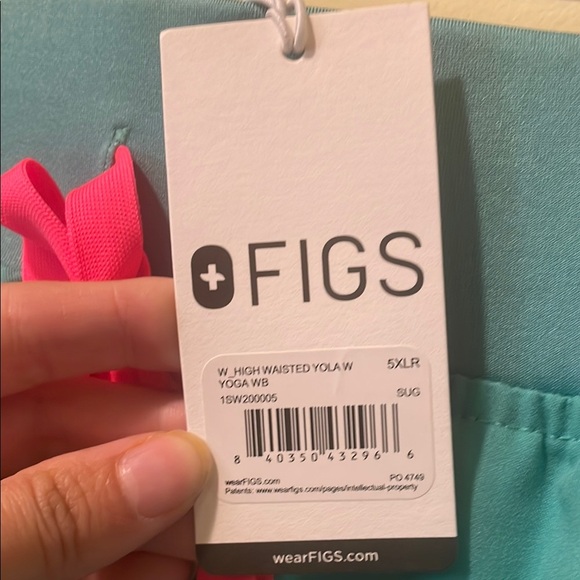 FIGS
W_HIGH WAISTED YOLA W 5XLR
YOGA WB
1SW200005 SUG
8 40350 43296 6
wearFIGS.com PO 4749
Patents: www.wearfigs.com/pages/intellectual-property
wearFIGS.com